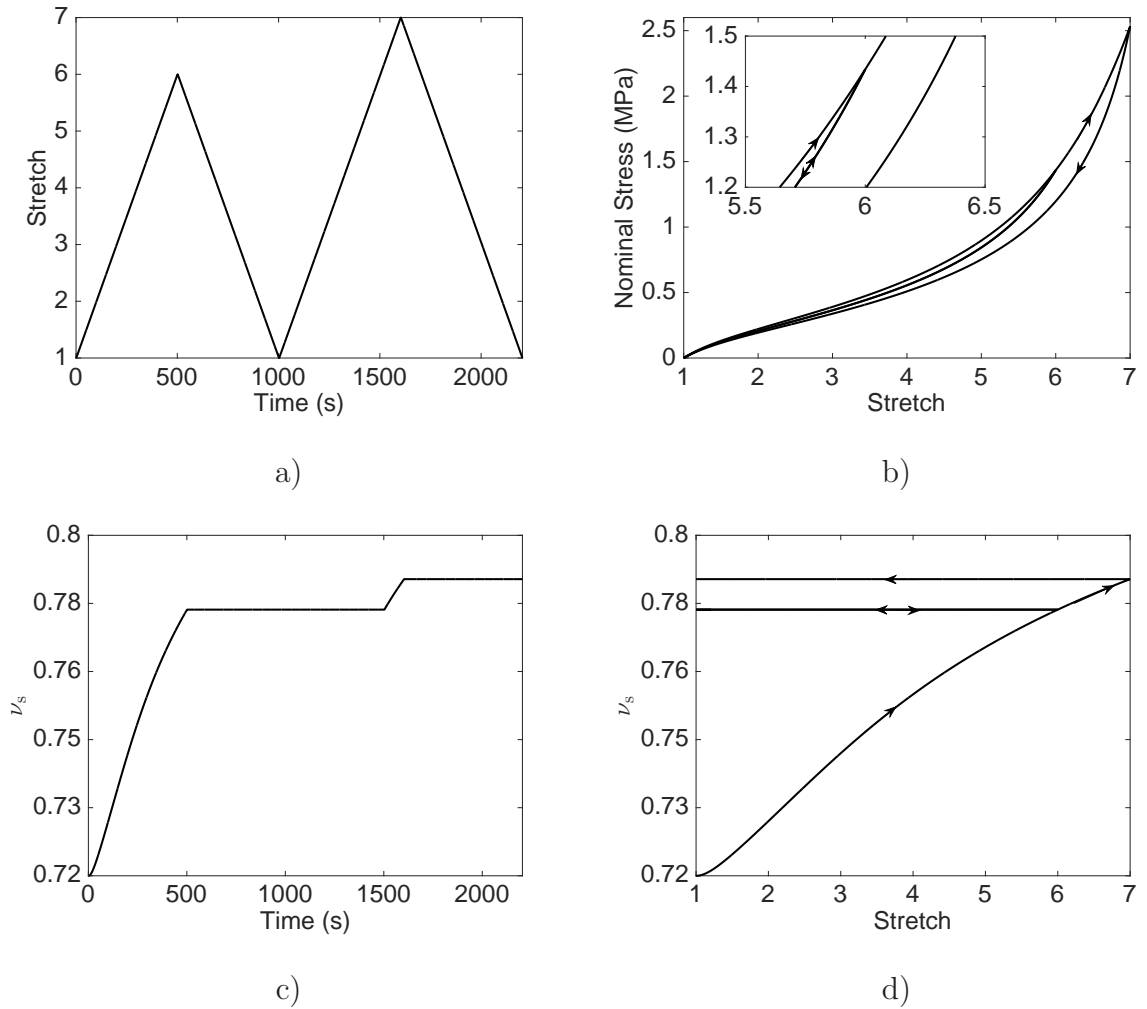 7
6
5
4
3
2
1
Stretch
0 500 1000 1500 2000
Time (s)
a)
2.5
2
1.5
1
0.5
0
Nominal Stress (MPa)
1.5
1.4
1.3
1.2
5.5 6 6.5
1 2 3 4 5 6 7
Stretch
b)
0.8
0.78
0.76
0.75
0.73
0.72
νs
0 500 1000 1500 2000
Time (s)
c)
0.8
0.78
0.76
0.75
0.73
0.72
νs
1 2 3 4 5 6 7
Stretch
d)